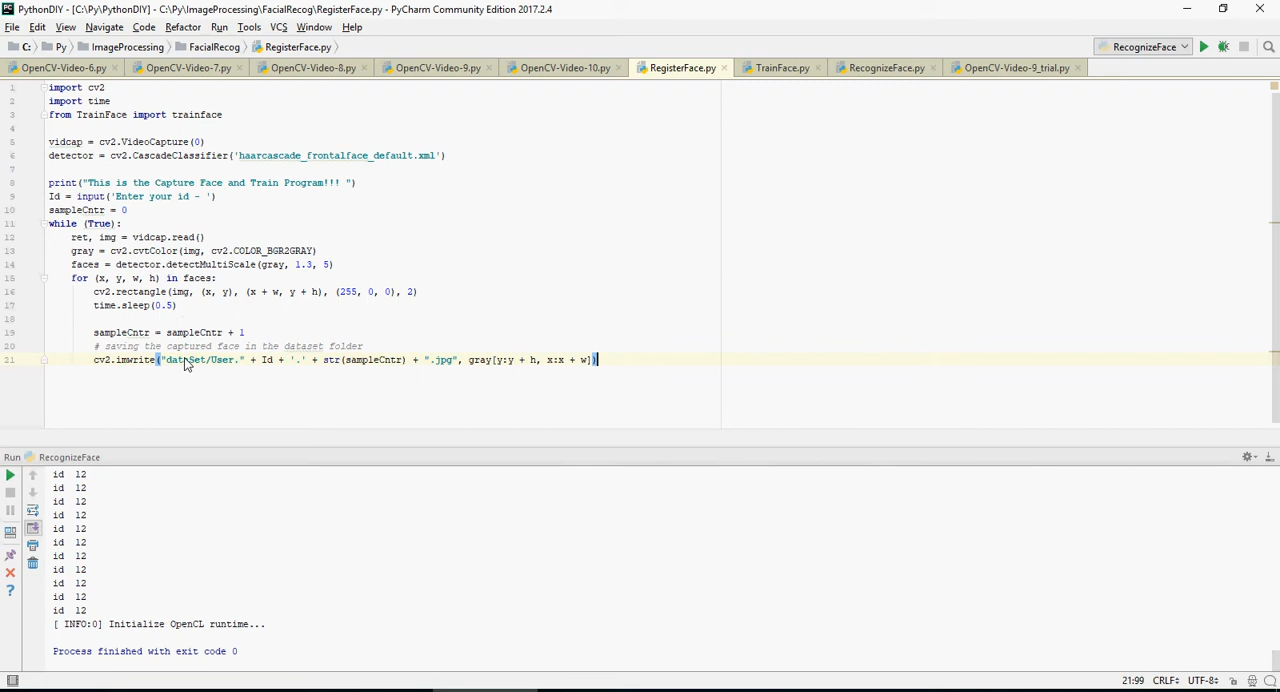 PythonDIY - [C:\Py\PythonDIY] - C:\Py\ImageProcessing\FacialRecog\RegisterFace.py - PyCharm Community Edition 2017.2.4
File Edit View Navigate Code Refactor Run Tools VCS Window Help
C: Py ImageProcessing FacialRecog RegisterFace.py RecognizeFace
OpenCV-Video-6.py OpenCV-Video-7.py OpenCV-Video-8.py OpenCV-Video-9.py OpenCV-Video-10.py RegisterFace.py TrainFace.py RecognizeFace.py OpenCV-Video-9_trial.py
1 import cv2
2 import time
3 from TrainFace import trainface
4
5 vidcap = cv2.VideoCapture(0)
6 detector = cv2.CascadeClassifier('haarcascade_frontalface_default.xml')
7
8 print("This is the Capture Face and Train Program!!! ")
9 Id = input('Enter your id - ')
10 sampleCntr = 0
11 while (True):
12 ret, img = vidcap.read()
13 gray = cv2.cvtColor(img, cv2.COLOR_BGR2GRAY)
14 faces = detector.detectMultiScale(gray, 1.3, 5)
15 for (x, y, w, h) in faces:
16 cv2.rectangle(img, (x, y), (x + w, y + h), (255, 0, 0), 2)
17 time.sleep(0.5)
18
19 sampleCntr = sampleCntr + 1
20 # saving the captured face in the dataset folder
21 cv2.imwrite("dataSet/User." + Id + '.' + str(sampleCntr) + ".jpg", gray[y:y + h, x:x + w])
Run RecognizeFace
id 12
id 12
id 12
id 12
id 12
id 12
id 12
id 12
id 12
id 12
id 12
[ INFO:0] Initialize OpenCL runtime...
Process finished with exit code 0
21:99 CRLF UTF-8